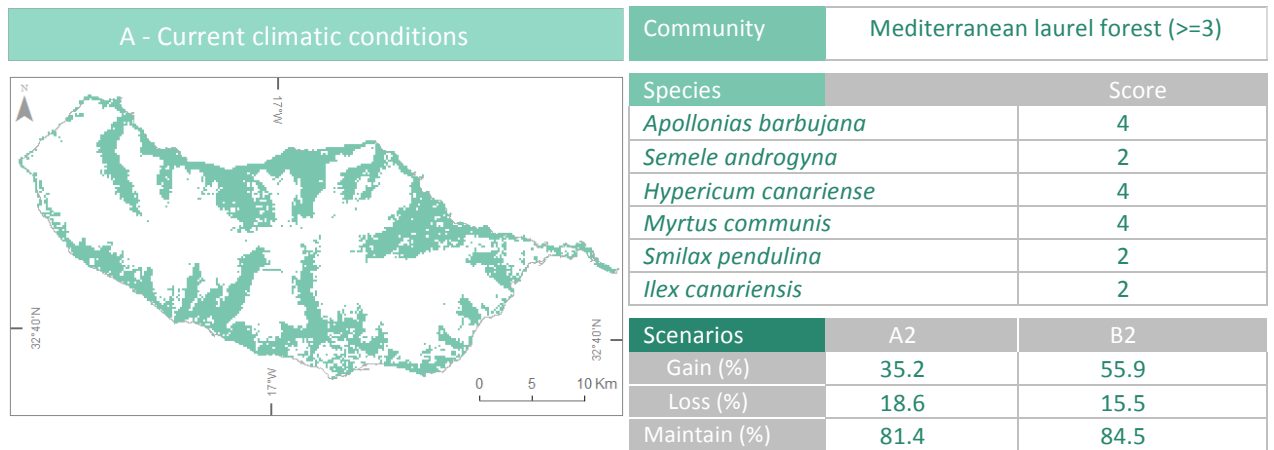 A - Current climatic conditions
Community Mediterranean laurel forest (>=3)
N
17°W
32°40'N
32°40'N
17°W
0 5 10 Km
Species Score
Apollonias barbujana 4
Semele androgyna 2
Hypericum canariense 4
Myrtus communis 4
Smilax pendulina 2
Ilex canariensis 2
Scenarios A2 B2
Gain (%) 35.2 55.9
Loss (%) 18.6 15.5
Maintain (%) 81.4 84.5